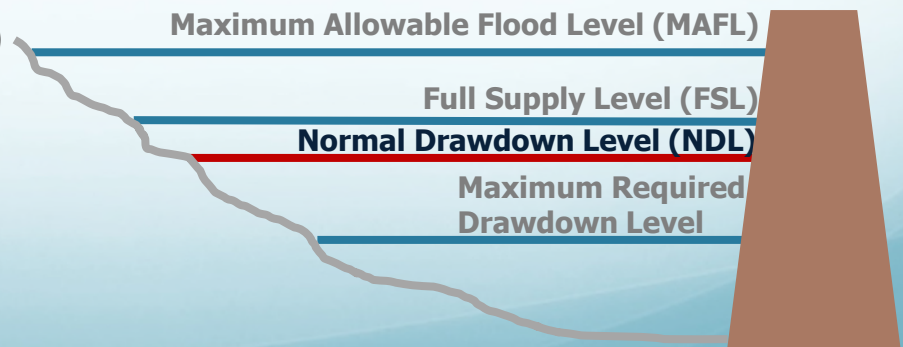 Maximum Allowable Flood Level (MAFL)
Full Supply Level (FSL)
Normal Drawdown Level (NDL)
Maximum Required
Drawdown Level